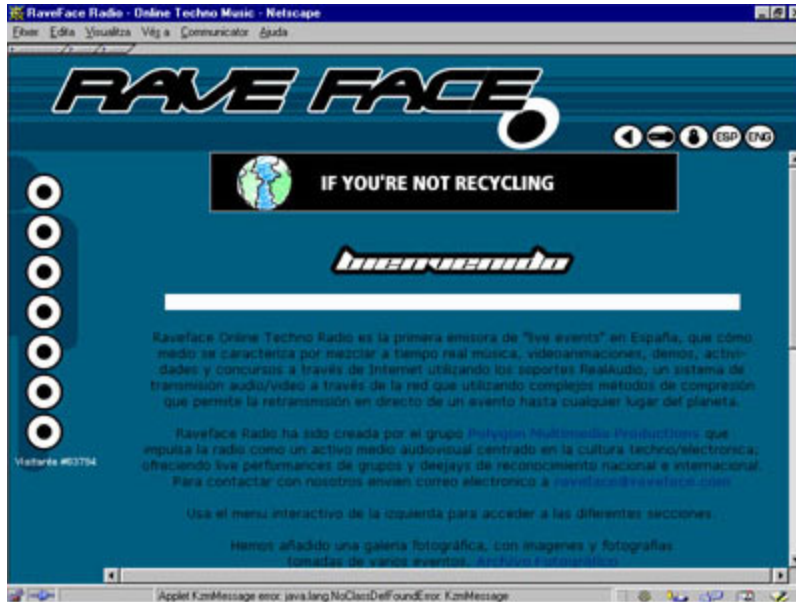 RaveFace Radio - Online Techno Music - Netscape
Fitxer Edita Visualitza Vés a Communicator Ajuda
RAVE FACE
ESP ENG
IF YOU'RE NOT RECYCLING
bienvenido
Raveface Online Techno Radio es la primera emisora de "live events" en España, que cómo
medio se caracteriza por mezclar a tiempo real música, videoanimaciones, demos, activi-
dades y concursos a través de Internet utilizando los soportes RealAudio, un sistema de
transmisión audio/video a través de la red que utilizando complejos métodos de compresión
que permite la retransmisión en directo de un evento hasta cualquier lugar del planeta.
Raveface Radio ha sido creada por el grupo Polygon Multimedia Productions que
impulsa la radio como un activo medio audiovisual centrado en la cultura techno/electronica;
ofreciendo live performances de grupos y deejays de reconocimiento nacional e internacional.
Para contactar con nosotros envien correo electronico a raveface@raveface.com
Visitante #63794
Usa el menu interactivo de la izquierda para acceder a las diferentes secciones.
Hemos añadido una galeria fotográfica, con imagenes y fotografias
tomadas de varios eventos. Archivo Fotográfico
Applet KzmMessage error: java.lang.NoClassDefFoundError: KzmMessage